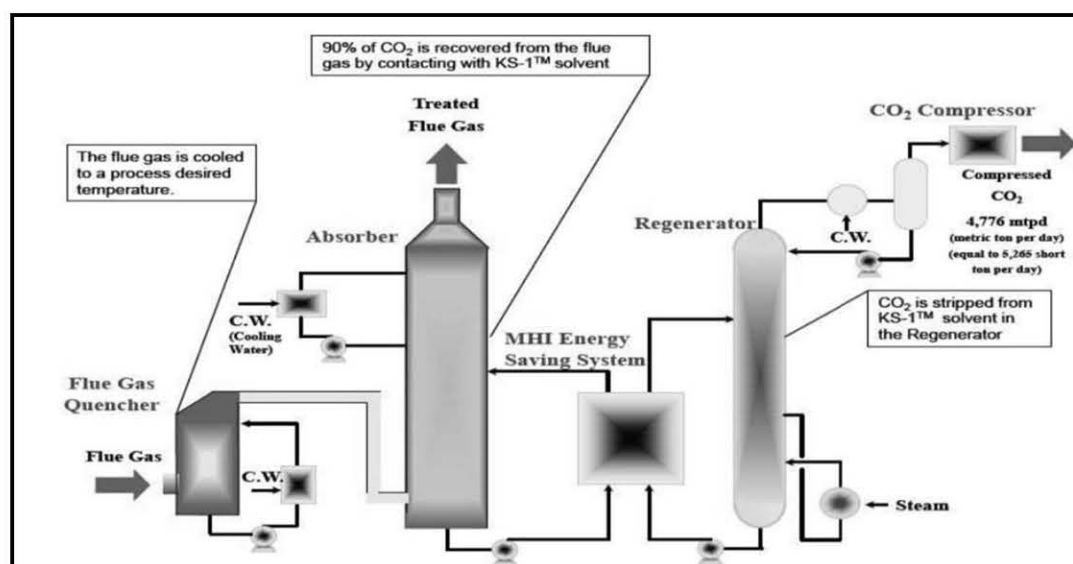 90% of CO₂ is recovered from the flue
gas by contacting with KS-1™ solvent
Treated
Flue Gas
CO₂ Compressor
The flue gas is cooled
to a process desired
temperature.
Compressed
CO₂
4,776 mtpd
(metric ton per day)
(equal to 5,265 short
ton per day)
Absorber
Regenerator
C.W.
C.W.
(Cooling
Water)
CO₂ is stripped from
KS-1™ solvent in
the Regenerator
MHI Energy
Saving System
Flue Gas
Quencher
Flue Gas
C.W.
Steam